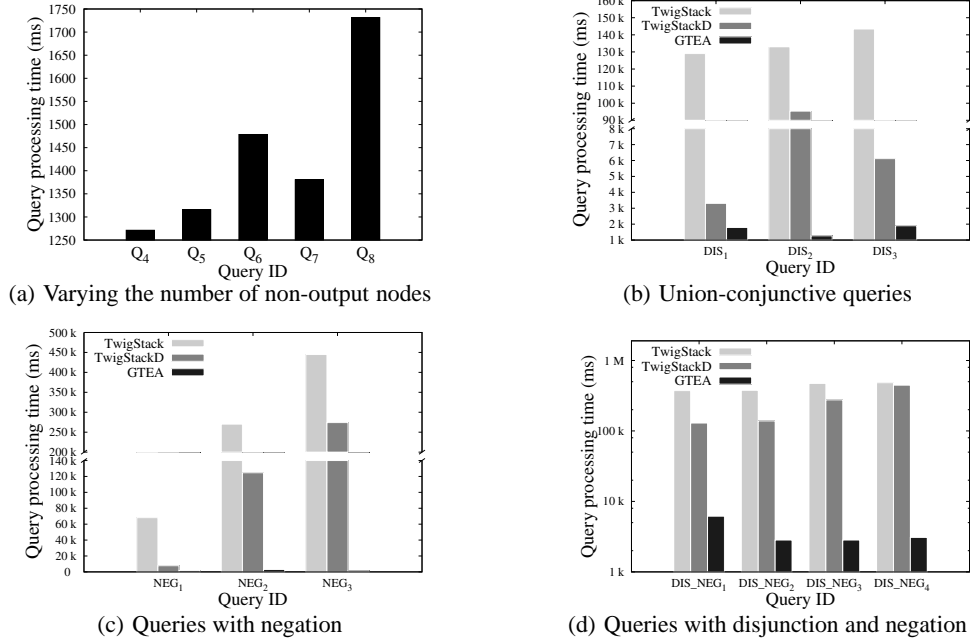 1750
1700
1650
1600
1550
1500
1450
1400
1350
1300
1250
Query processing time (ms)
Q4 Q5 Q6 Q7 Q8
Query ID
(a) Varying the number of non-output nodes
160 k
150 k
140 k
130 k
120 k
110 k
100 k
90 k
8 k
7 k
6 k
5 k
4 k
3 k
2 k
1 k
Query processing time (ms)
TwigStack
TwigStackD
GTEA
DIS1 DIS2 DIS3
Query ID
(b) Union-conjunctive queries
500 k
450 k
400 k
350 k
300 k
250 k
200 k
140 k
120 k
100 k
80 k
60 k
40 k
20 k
0
Query processing time (ms)
TwigStack
TwigStackD
GTEA
NEG1 NEG2 NEG3
Query ID
(c) Queries with negation
1 M
100 k
10 k
1 k
Query processing time (ms)
TwigStack
TwigStackD
GTEA
DIS_NEG1 DIS_NEG2 DIS_NEG3 DIS_NEG4
Query ID
(d) Queries with disjunction and negation